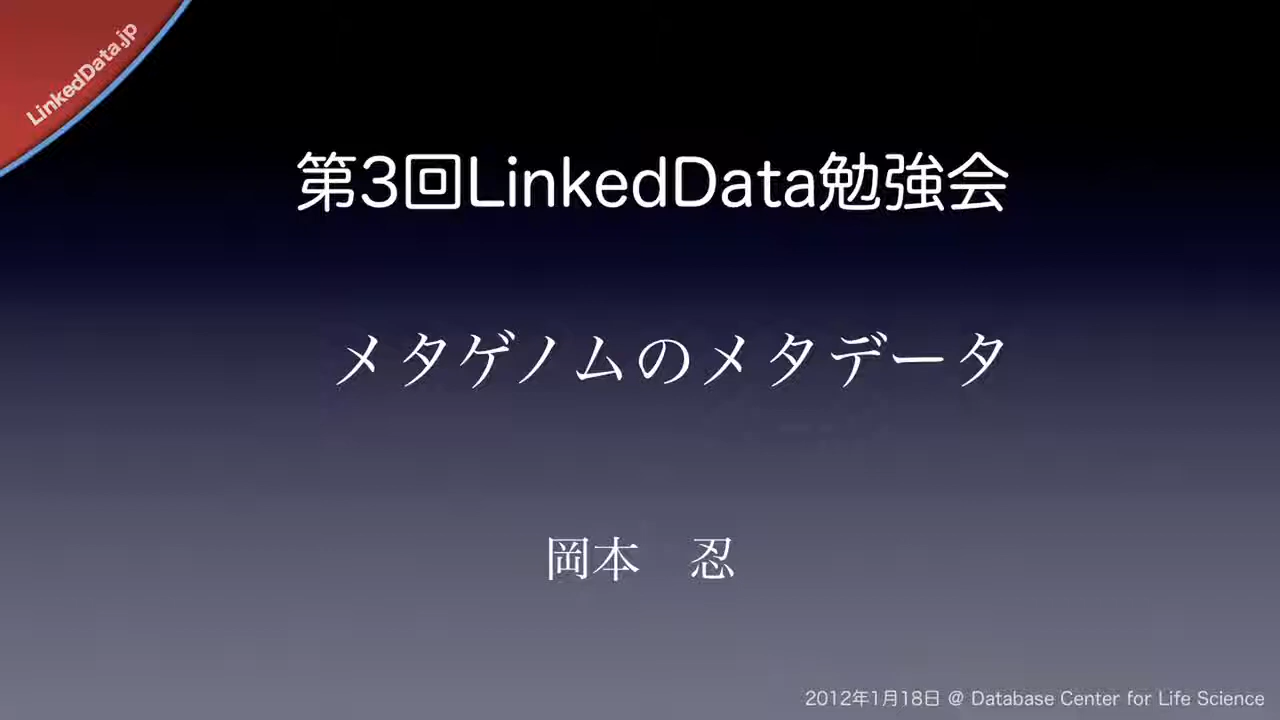 LinkedData.jp
第3回LinkedData勉強会
メタゲノムのメタデータ
岡本　忍
2012年1月18日 @ Database Center for Life Science